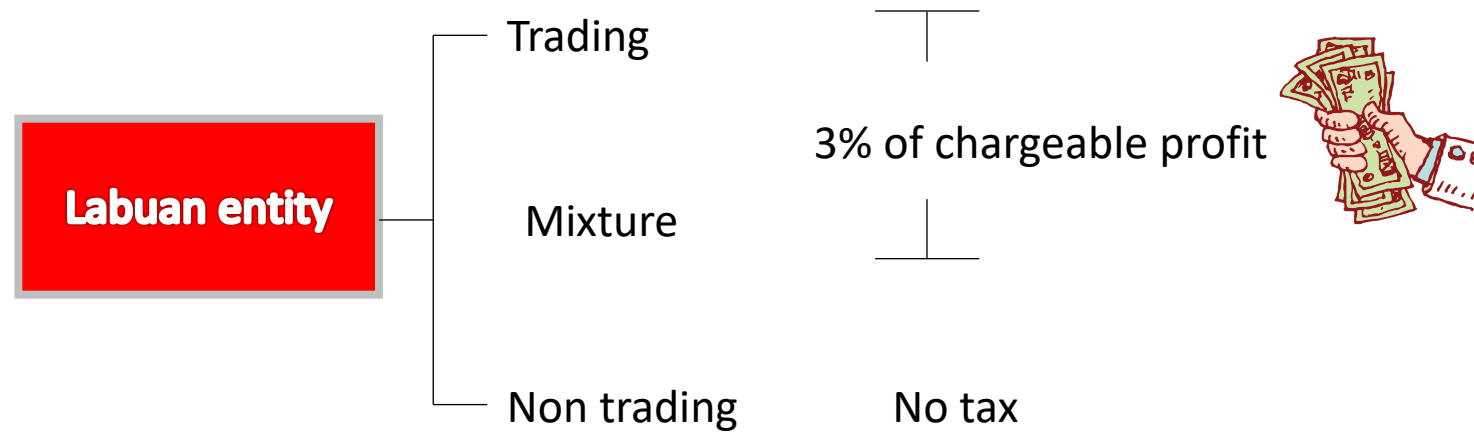 Trading
3% of chargeable profit
Labuan entity
Mixture
Non trading
No tax